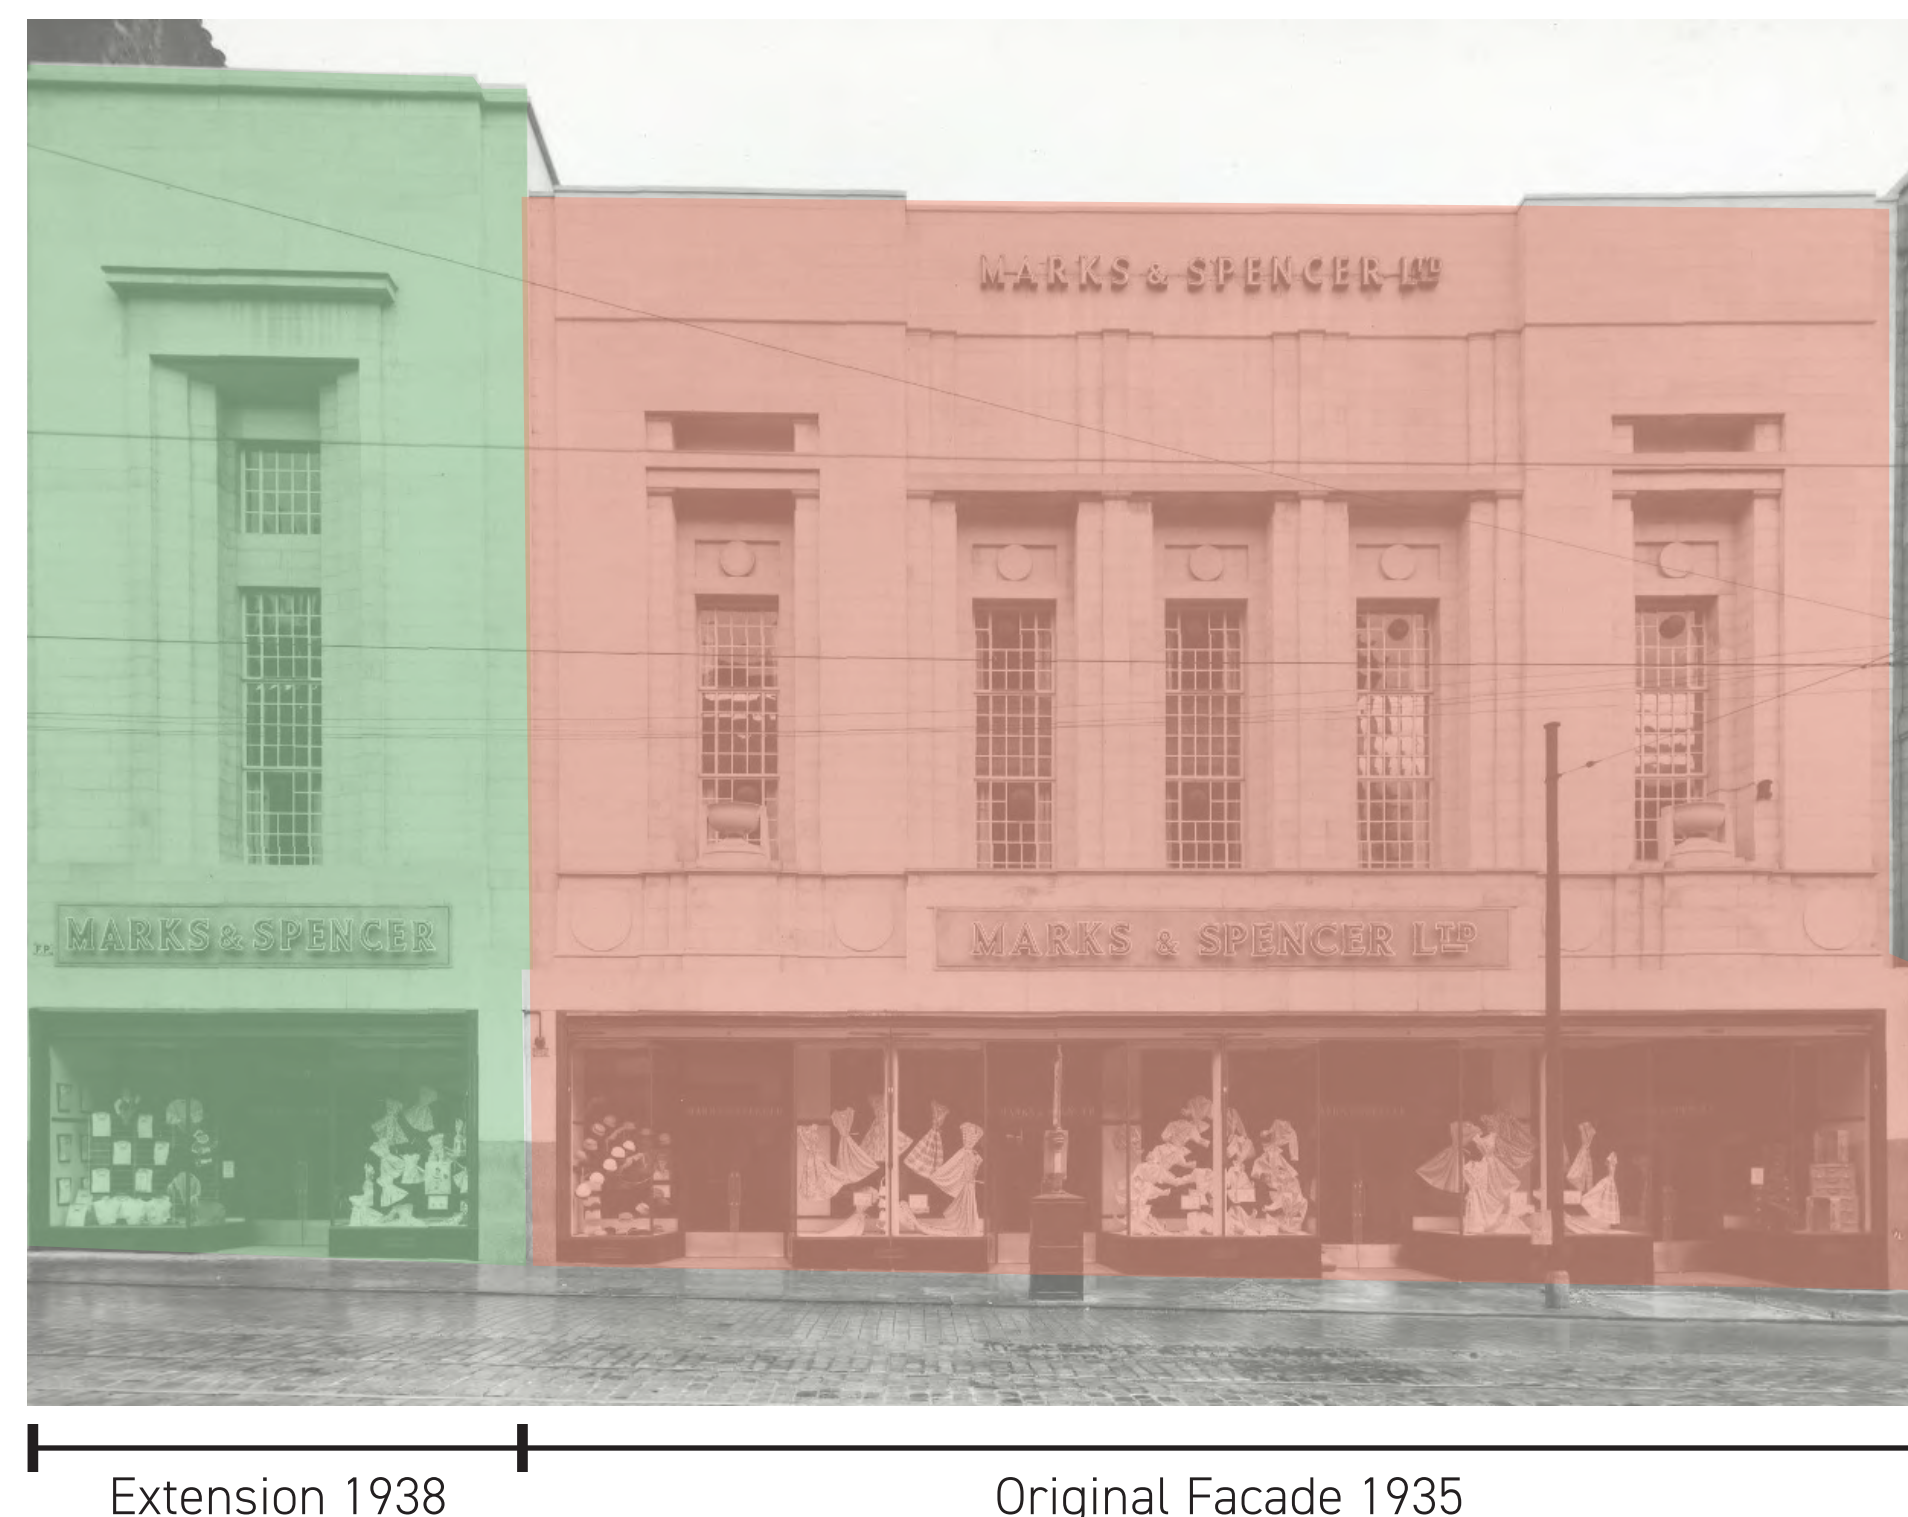 MARKS & SPENCER LTD
MARKS & SPENCER
MARKS & SPENCER LTD
Extension 1938
Original Facade 1935